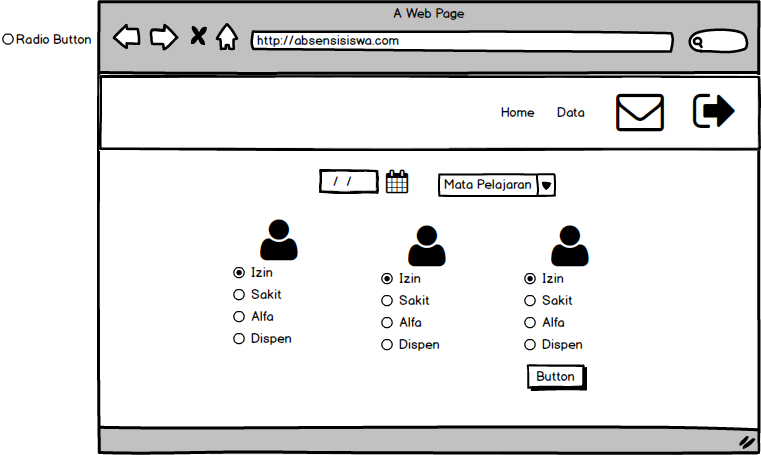 A Web Page
Radio Button
http://absensisiswa.com
Home Data
/ /
Mata Pelajaran
Izin
Sakit
Alfa
Dispen
Izin
Sakit
Alfa
Dispen
Izin
Sakit
Alfa
Dispen
Button